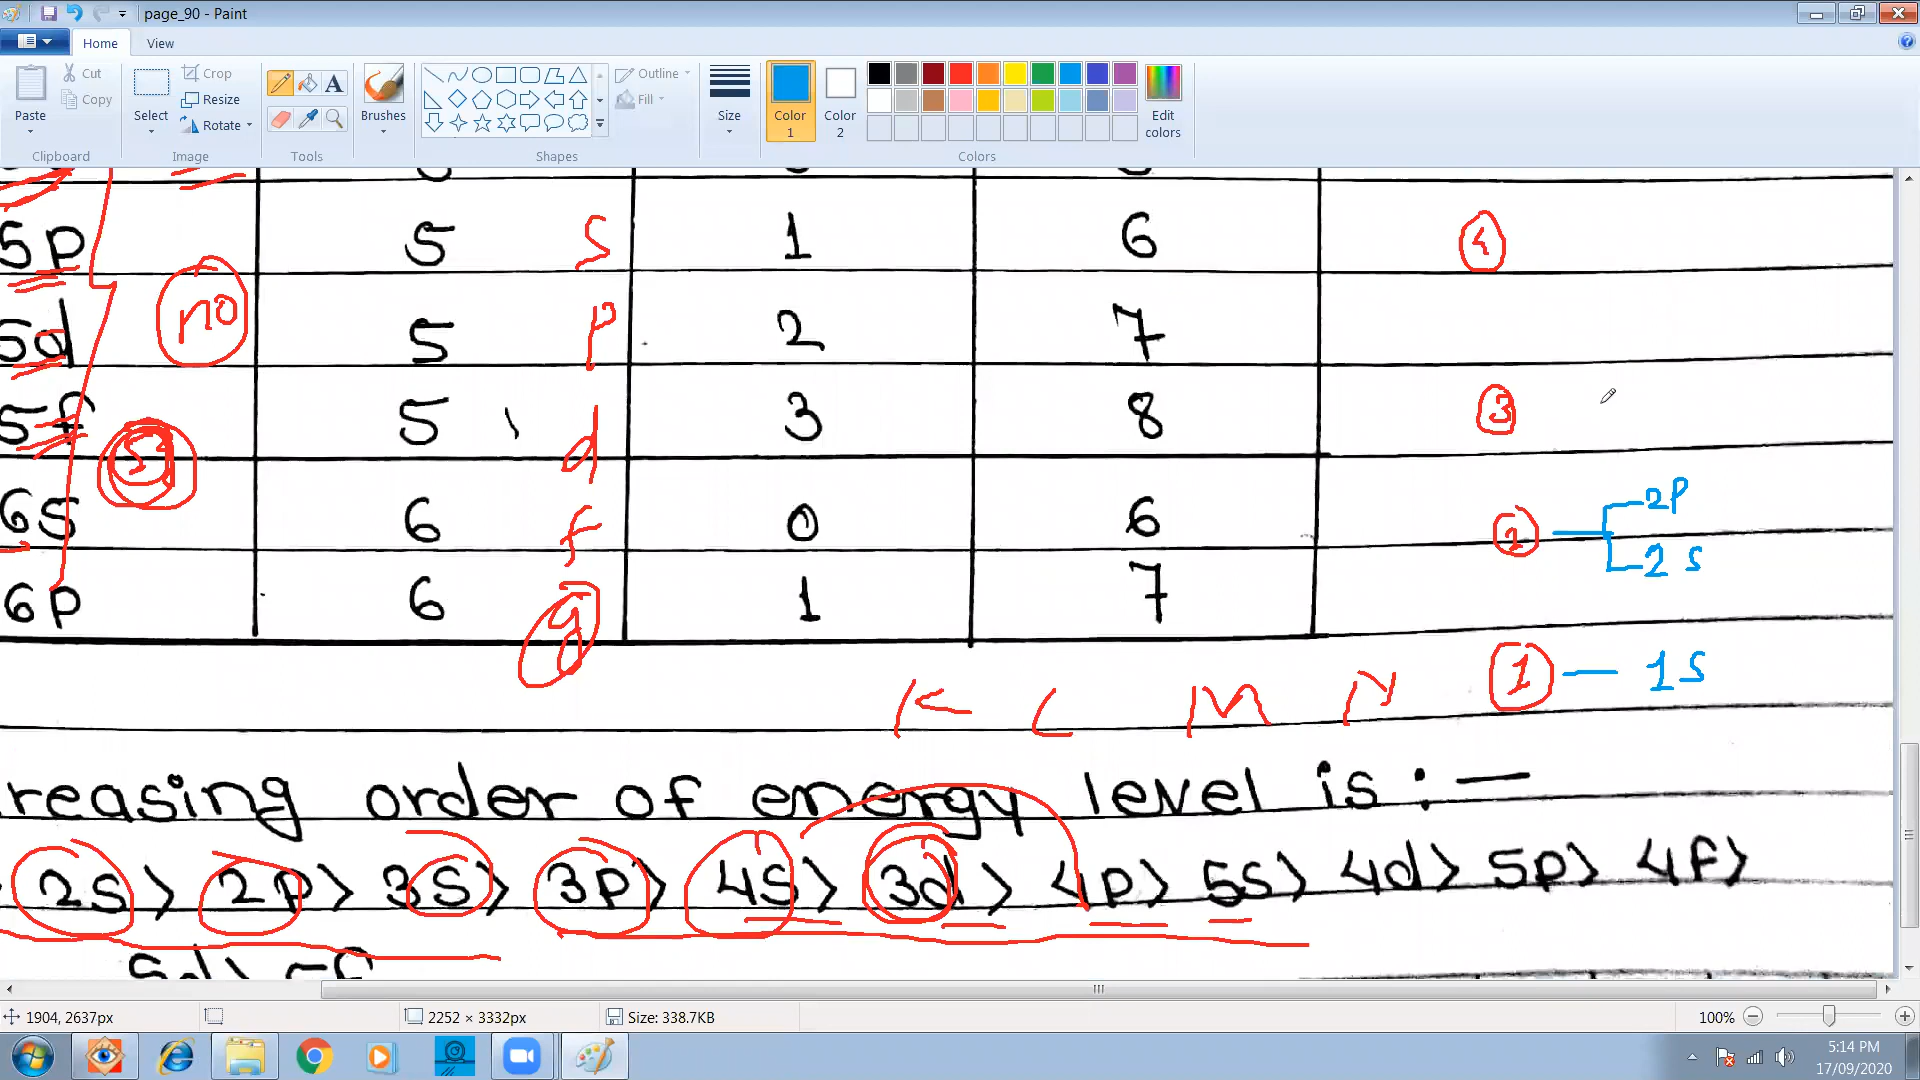 page_90 - Paint
Home View
Paste
Cut
Copy
Clipboard
Select
Crop
Resize
Rotate
Image
A
Tools
Brushes
Shapes
Outline
Fill
Size
Color 1
Color 2
Edit colors
Colors
5p 5 s 1 6 4
5d no 5 p 2 7
5f 5 d 3 8 3
6s 6 f 0 6 2 2P
2 s
6p 6 g 1 7
K L M N 1 — 1s
reasing order of energy level is :—
2s > 2p > 3s > 3p > 4s > 3d > 4p > 5s > 4d > 5p > 4f >
1904, 2637px
2252 × 3332px
Size: 338.7KB
100%
5:14 PM
17/09/2020